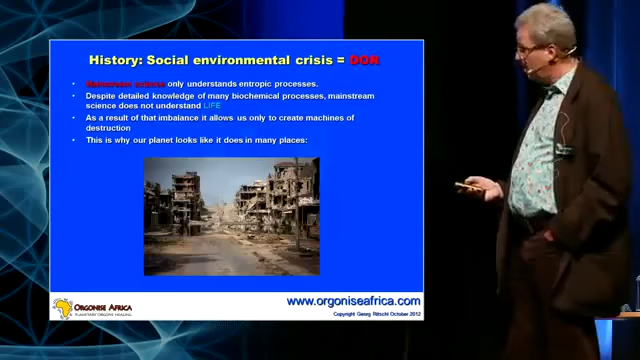 History: Social environmental crisis = DOR
Mainstream science only understands entropic processes.
Despite detailed knowledge of many biochemical processes, mainstream
science does not understand LIFE
As a result of that imbalance it allows us only to create machines of
destruction
This is why our planet looks like it does in many places:
ORGONISE AFRICA
PLANETARY ORGONE HEALING
www.orgoniseafrica.com
Copyright Georg Ritschl October 2012